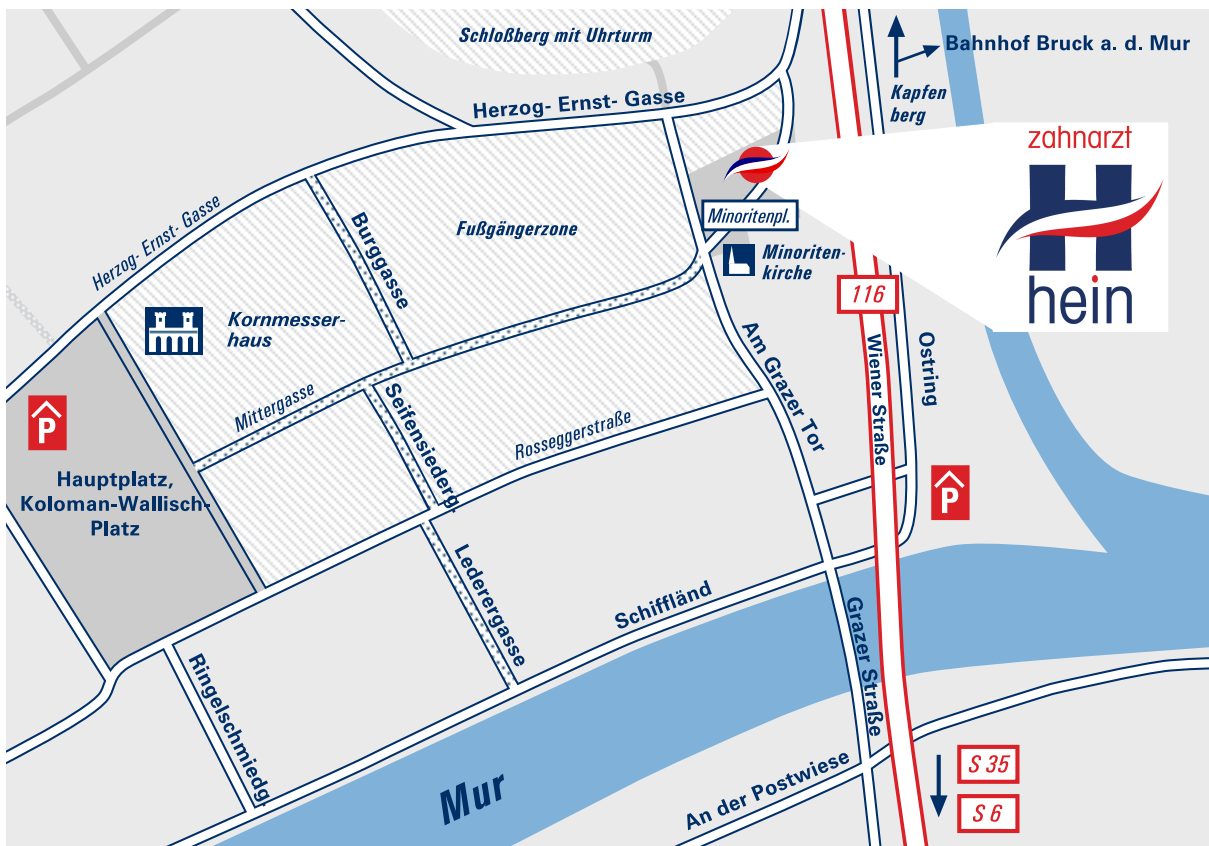 Schloßberg mit Uhrturm
Bahnhof Bruck a. d. Mur
Kapfen
berg
Herzog- Ernst- Gasse
zahnarzt
H
hein
Minoritenpl.
Herzog- Ernst- Gasse
Burggasse
Fußgängerzone
Minoriten-
kirche
116
Kornmesser-
haus
Am Grazer Tor
Wiener Straße
Ostring
Mittergasse
Seifensiederg.
Rosseggerstraße
P
Hauptplatz,
Koloman-Wallisch-
Platz
P
Lederergasse
Schiffländ
Grazer Straße
Ringelschmiedg.
Mur
An der Postwiese
S 35
S 6